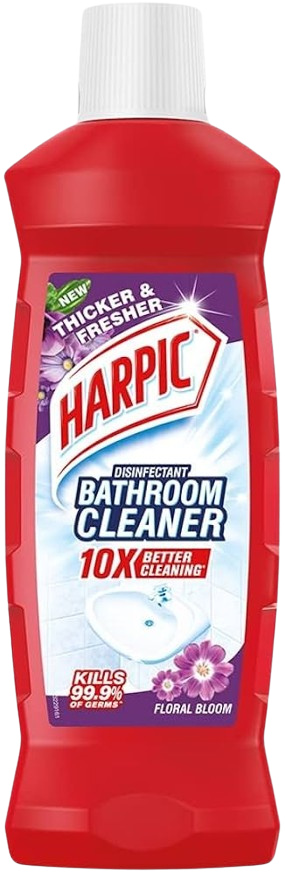 NEW
THICKER &
FRESHER
HARPIC
DISINFECTANT
BATHROOM
CLEANER
10X BETTER
CLEANING*
KILLS
99.9%
OF GERMS*
FLORAL BLOOM